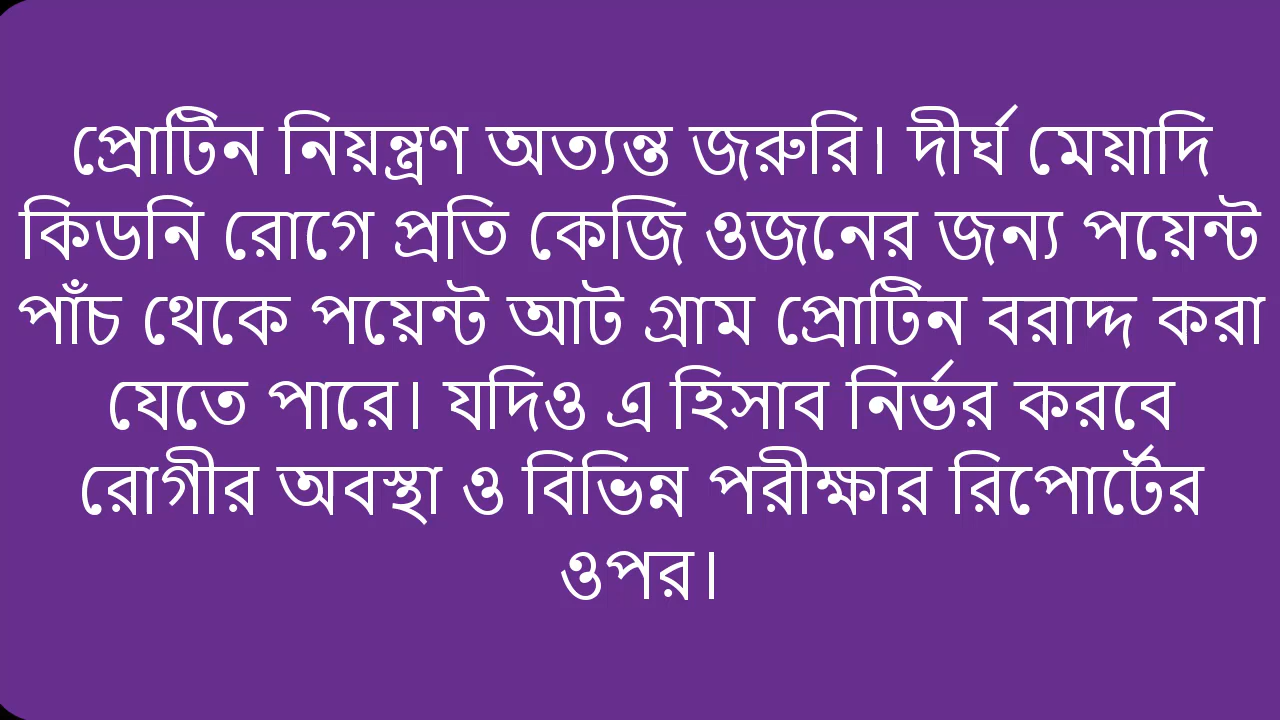 প্রোটিন নিয়ন্ত্রণ অত্যন্ত জরুরি। দীর্ঘ মেয়াদি
কিডনি রোগে প্রতি কেজি ওজনের জন্য পয়েন্ট
পাঁচ থেকে পয়েন্ট আট গ্রাম প্রোটিন বরাদ্দ করা
যেতে পারে। যদিও এ হিসাব নির্ভর করবে
রোগীর অবস্থা ও বিভিন্ন পরীক্ষার রিপোর্টের
ওপর।